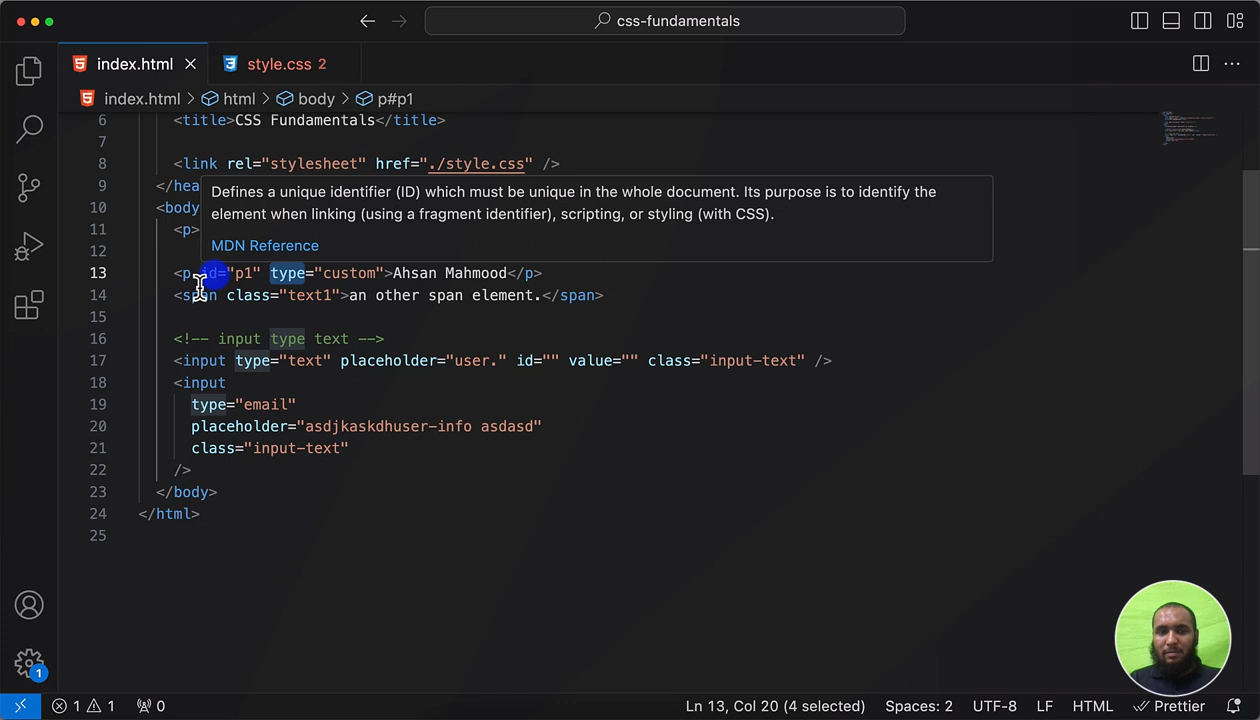 css-fundamentals
index.html
style.css 2
index.html > html > body > p#p1
6 <title>CSS Fundamentals</title>
7
8 <link rel="stylesheet" href="./style.css" />
9 </hea
Defines a unique identifier (ID) which must be unique in the whole document. Its purpose is to identify the
element when linking (using a fragment identifier), scripting, or styling (with CSS).
MDN Reference
10 <body
11 <p>
12
13 <p id="p1" type="custom">Ahsan Mahmood</p>
14 <span class="text1">an other span element.</span>
15
16 <!-- input type text -->
17 <input type="text" placeholder="user." id="" value="" class="input-text" />
18 <input
19 type="email"
20 placeholder="asdjkaskdhuser-info asdasd"
21 class="input-text"
22 />
23 </body>
24 </html>
25
1
1 1 0 Ln 13, Col 20 (4 selected) Spaces: 2 UTF-8 LF HTML Prettier